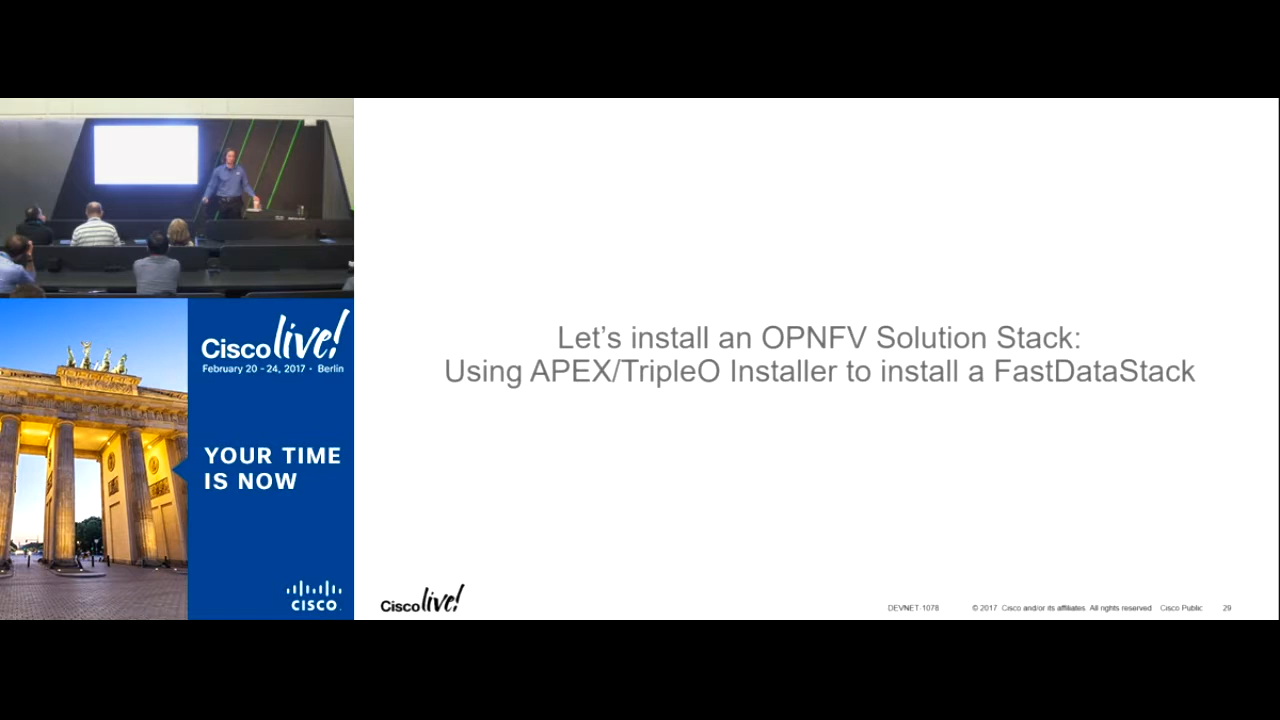 Cisco live!
February 20 - 24, 2017 · Berlin
YOUR TIME
IS NOW
CISCO.
Let's install an OPNFV Solution Stack:
Using APEX/TripleO Installer to install a FastDataStack
Cisco live!
DEVNET-1078 © 2017 Cisco and/or its affiliates. All rights reserved. Cisco Public 29